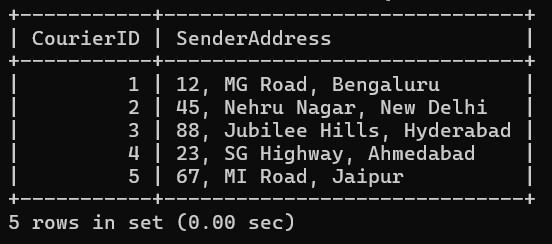 +-----------+------------------------------+
| CourierID | SenderAddress                |
+-----------+------------------------------+
|         1 | 12, MG Road, Bengaluru       |
|         2 | 45, Nehru Nagar, New Delhi   |
|         3 | 88, Jubilee Hills, Hyderabad |
|         4 | 23, SG Highway, Ahmedabad    |
|         5 | 67, MI Road, Jaipur          |
+-----------+------------------------------+
5 rows in set (0.00 sec)